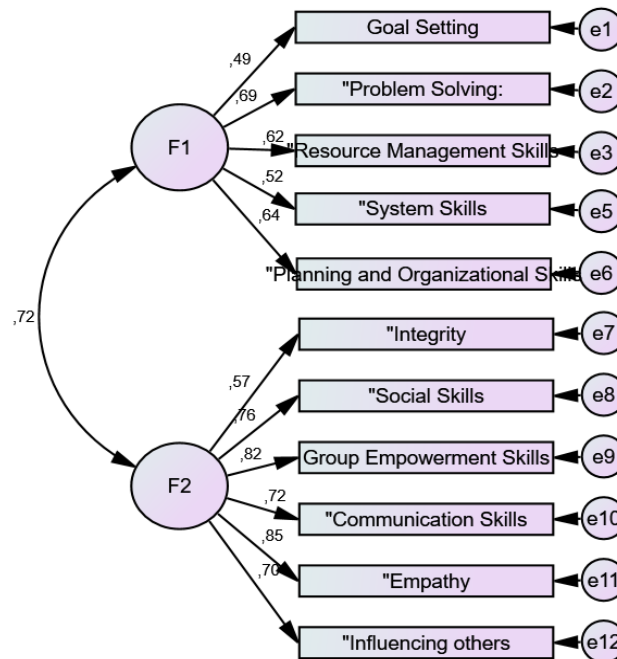 Goal Setting
e1
,49
"Problem Solving:
e2
,69
F1
,62
"Resource Management Skills
e3
,52
"System Skills
e5
,64
"Planning and Organizational Skills
e6
,72
"Integrity
e7
,57
"Social Skills
e8
,76
,82
Group Empowerment Skills
e9
F2
,72
"Communication Skills
e10
,85
"Empathy
e11
,70
"Influencing others
e12